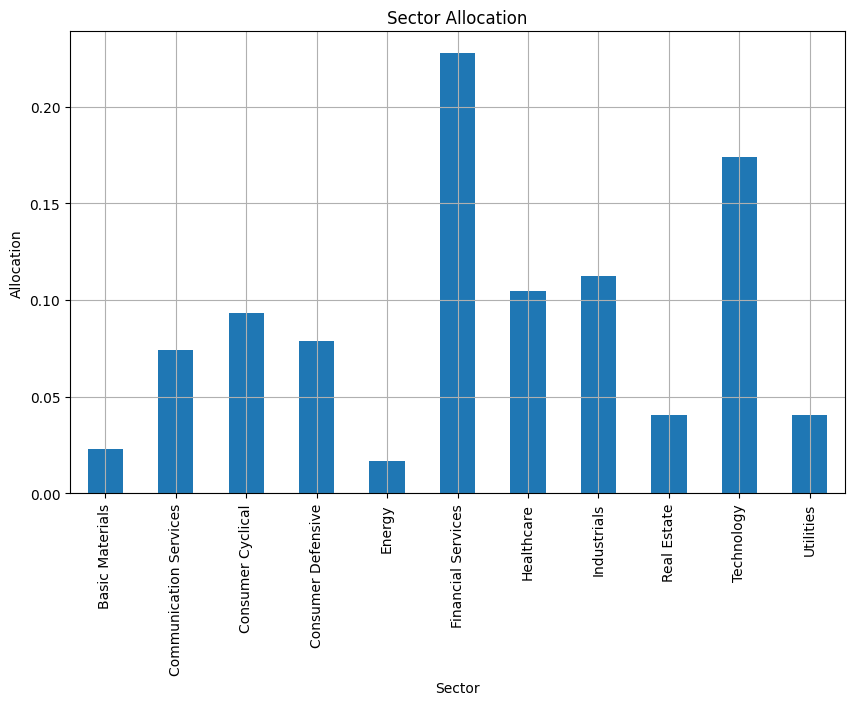 Sector Allocation
Allocation
0.20
0.15
0.10
0.05
0.00
Basic Materials
Communication Services
Consumer Cyclical
Consumer Defensive
Energy
Financial Services
Healthcare
Industrials
Real Estate
Technology
Utilities
Sector